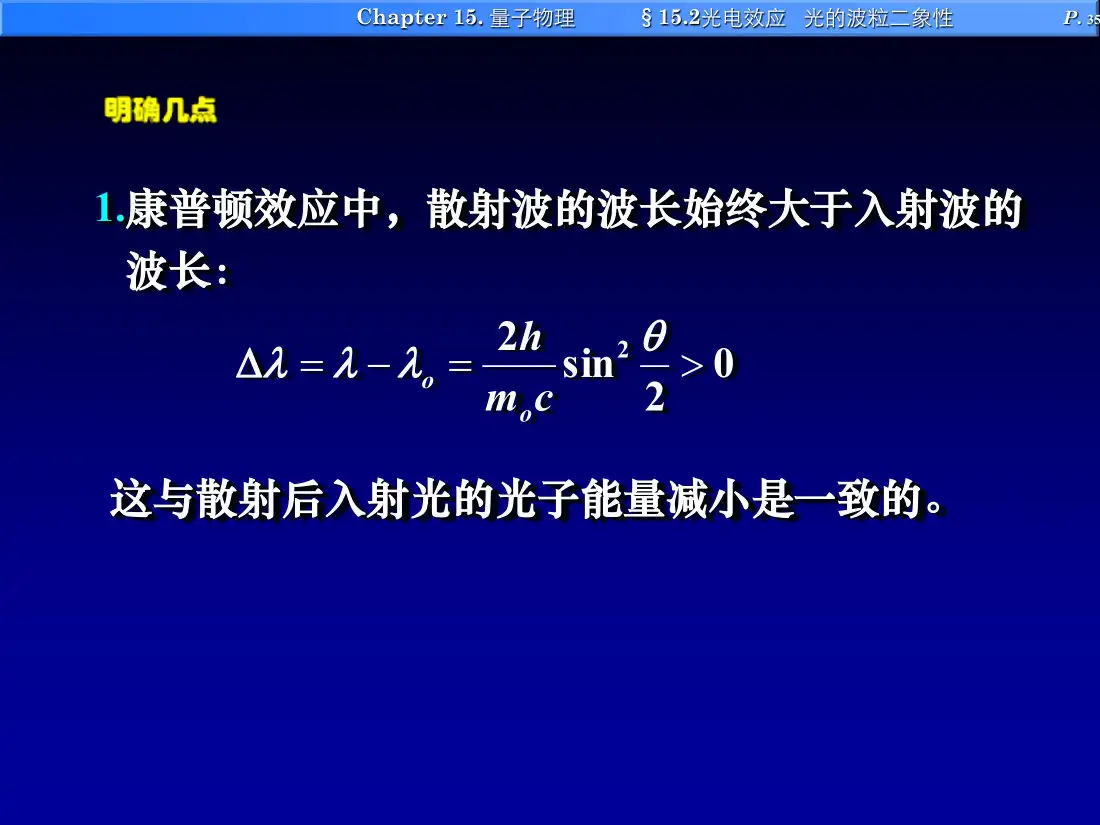 Chapter 15. 量子物理 §15.2光电效应 光的波粒二象性 P. 35
明确几点
1.康普顿效应中，散射波的波长始终大于入射波的
波长：
Δλ = λ − λₒ = 2h/mₒc sin² θ/2 > 0
这与散射后入射光的光子能量减小是一致的。